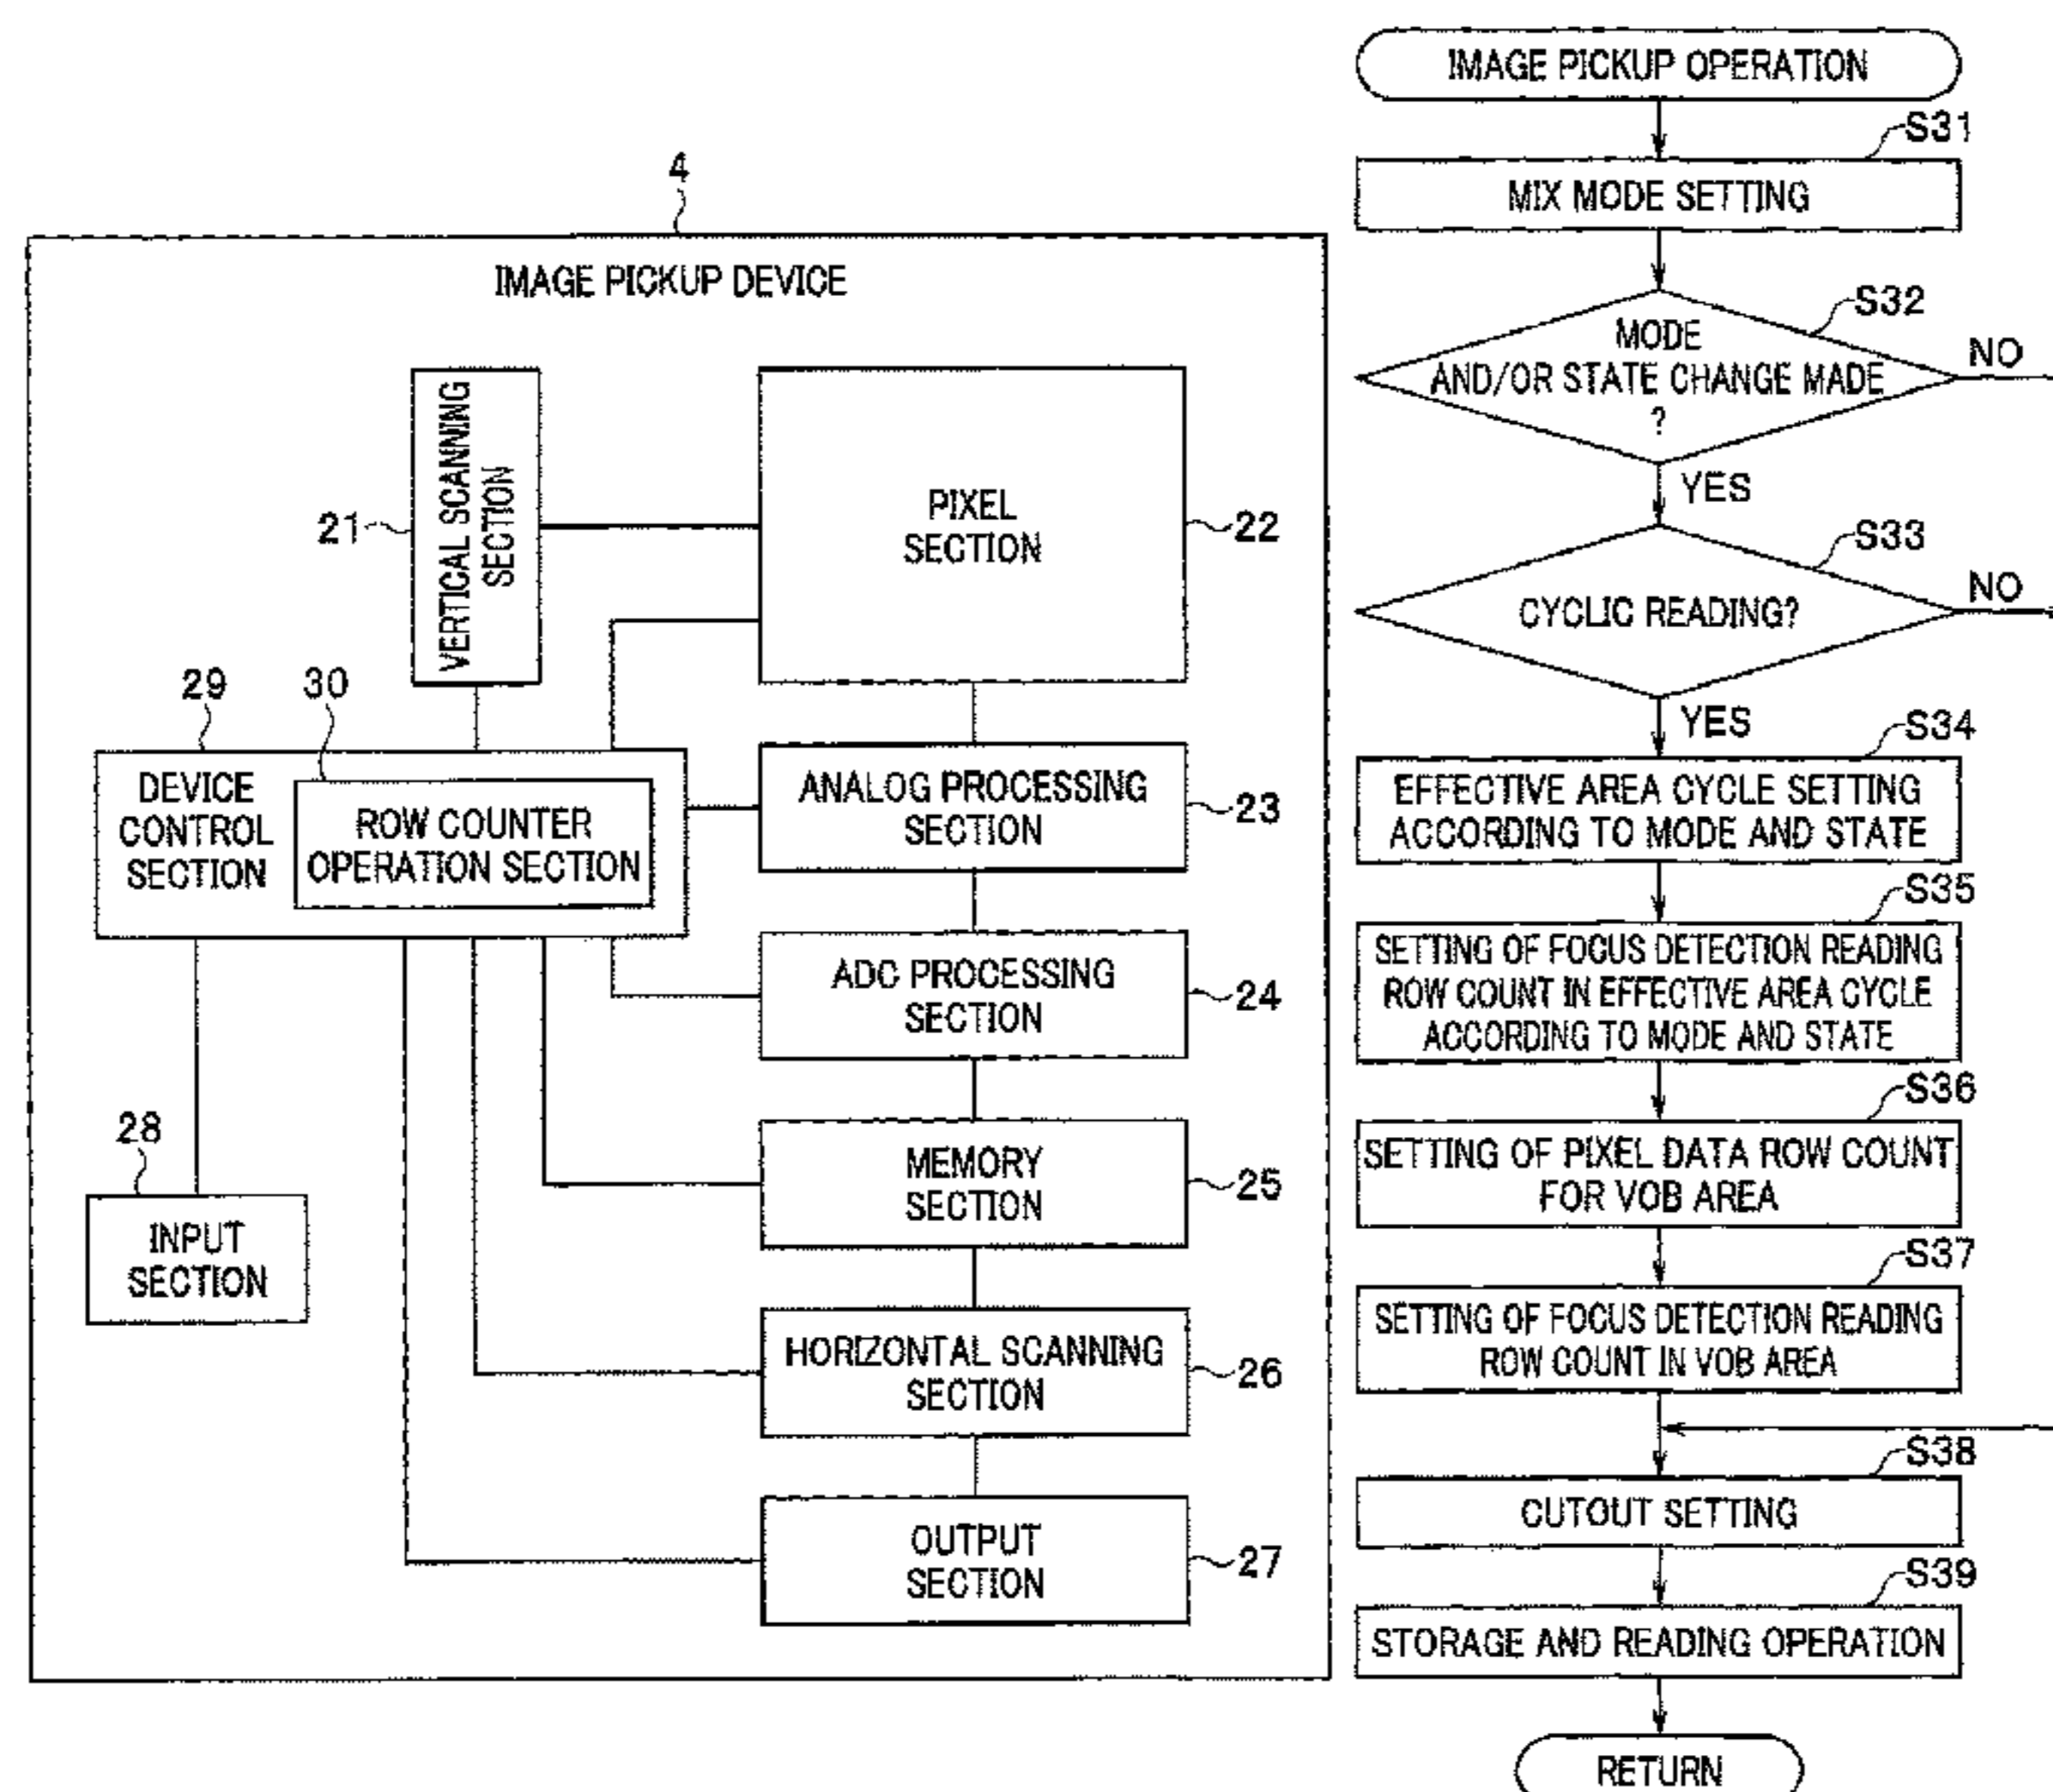 4
IMAGE PICKUP DEVICE
21
VERTICAL SCANNING
SECTION
PIXEL
SECTION
22
29
30
DEVICE
CONTROL
SECTION
ROW COUNTER
OPERATION SECTION
ANALOG PROCESSING
SECTION
23
ADC PROCESSING
SECTION
24
28
INPUT
SECTION
MEMORY
SECTION
25
HORIZONTAL SCANNING
SECTION
26
OUTPUT
SECTION
27
IMAGE PICKUP OPERATION
S31
MIX MODE SETTING
S32
MODE
AND/OR STATE CHANGE MADE
?
NO
YES
S33
CYCLIC READING?
NO
YES
S34
EFFECTIVE AREA CYCLE SETTING
ACCORDING TO MODE AND STATE
S35
SETTING OF FOCUS DETECTION READING
ROW COUNT IN EFFECTIVE AREA CYCLE
ACCORDING TO MODE AND STATE
S36
SETTING OF PIXEL DATA ROW COUNT
FOR VOB AREA
S37
SETTING OF FOCUS DETECTION READING
ROW COUNT IN VOB AREA
S38
CUTOUT SETTING
S39
STORAGE AND READING OPERATION
RETURN